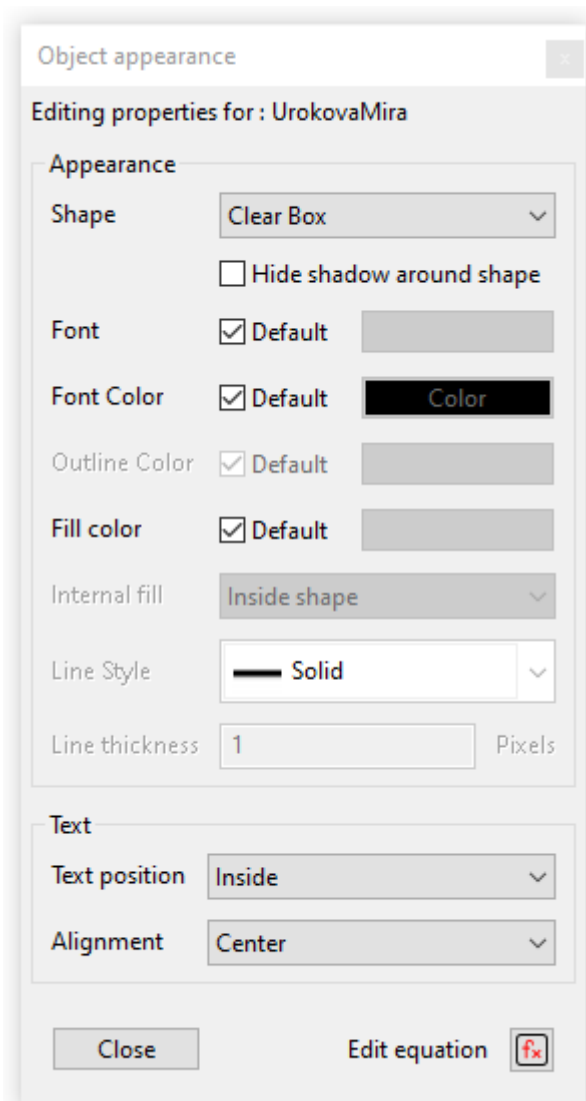 Object appearance x
Editing properties for : UrokovaMira
Appearance
Shape Clear Box
Hide shadow around shape
Font Default
Font Color Default Color
Outline Color Default
Fill color Default
Internal fill Inside shape
Line Style Solid
Line thickness 1 Pixels
Text
Text position Inside
Alignment Center
Close Edit equation fx